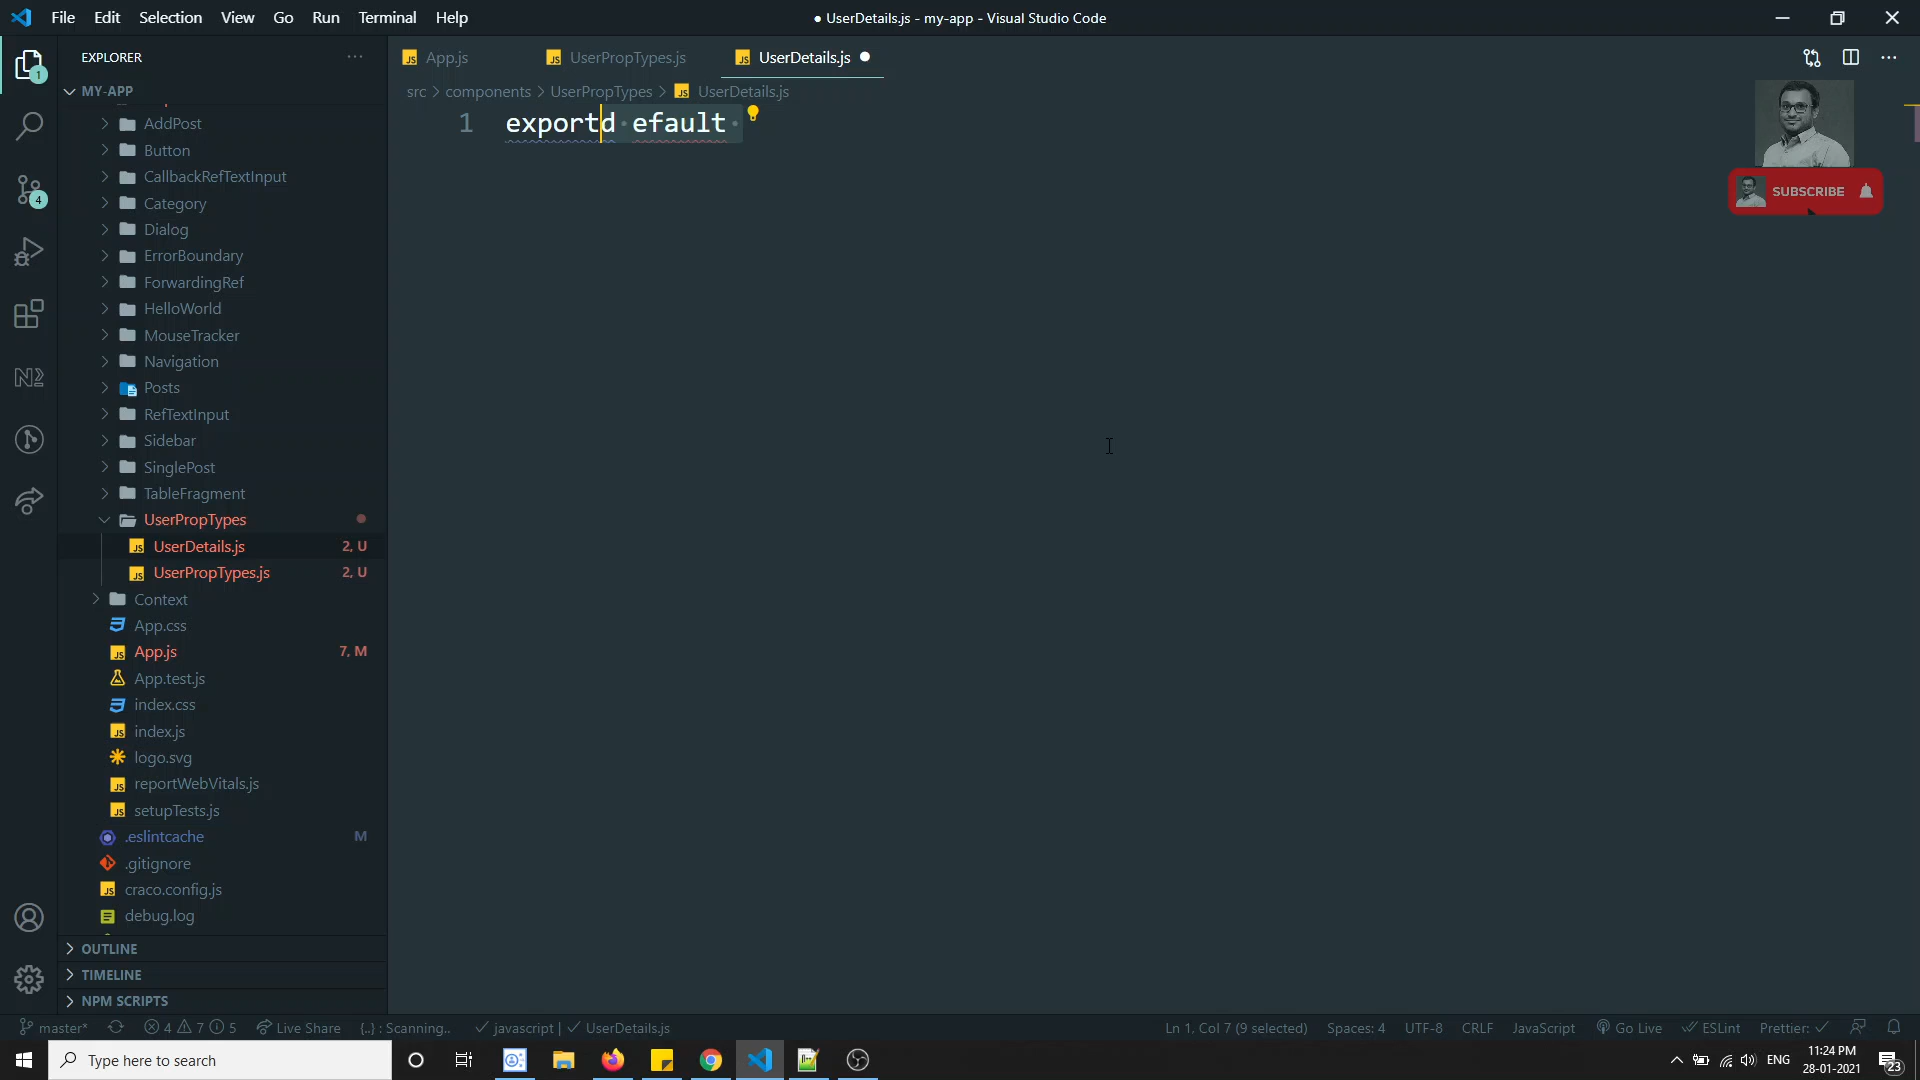 File Edit Selection View Go Run Terminal Help
● UserDetails.js - my-app - Visual Studio Code
EXPLORER
MY-APP
AddPost
Button
CallbackRefTextInput
Category
Dialog
ErrorBoundary
ForwardingRef
HelloWorld
MouseTracker
Navigation
Posts
RefTextInput
Sidebar
SinglePost
TableFragment
UserPropTypes
UserDetails.js 2, U
UserPropTypes.js 2, U
Context
App.css
App.js 7, M
App.test.js
index.css
index.js
logo.svg
reportWebVitals.js
setupTests.js
.eslintcache M
.gitignore
craco.config.js
debug.log
OUTLINE
TIMELINE
NPM SCRIPTS
App.js UserPropTypes.js UserDetails.js
src > components > UserPropTypes > UserDetails.js
1 exportd efault
SUBSCRIBE
1
4
master* 4 7 5 Live Share {..} : Scanning.. javascript | UserDetails.js
Ln 1, Col 7 (9 selected) Spaces: 4 UTF-8 CRLF JavaScript Go Live ESLint Prettier:
Type here to search
ENG
11:24 PM
28-01-2021
23